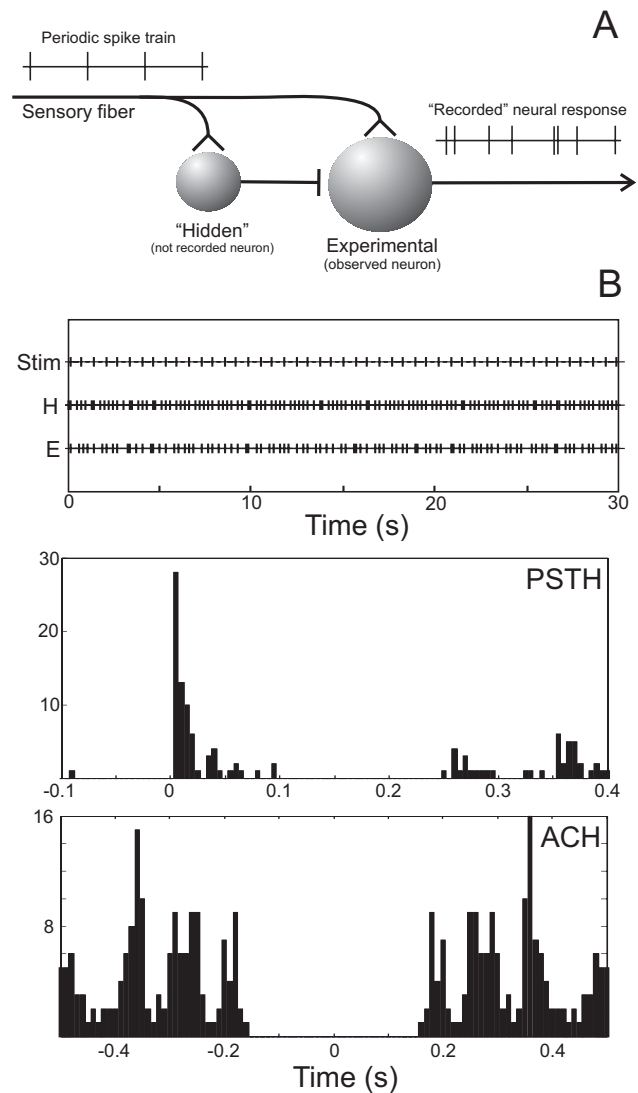 A
Periodic spike train
Sensory fiber
“Recorded” neural response
“Hidden”
(not recorded neuron)
Experimental
(observed neuron)
B
Stim
H
E
0 10 20 30
Time (s)
30
PSTH
20
10
-0.1 0 0.1 0.2 0.3 0.4
16
ACH
8
-0.4 -0.2 0 0.2 0.4
Time (s)